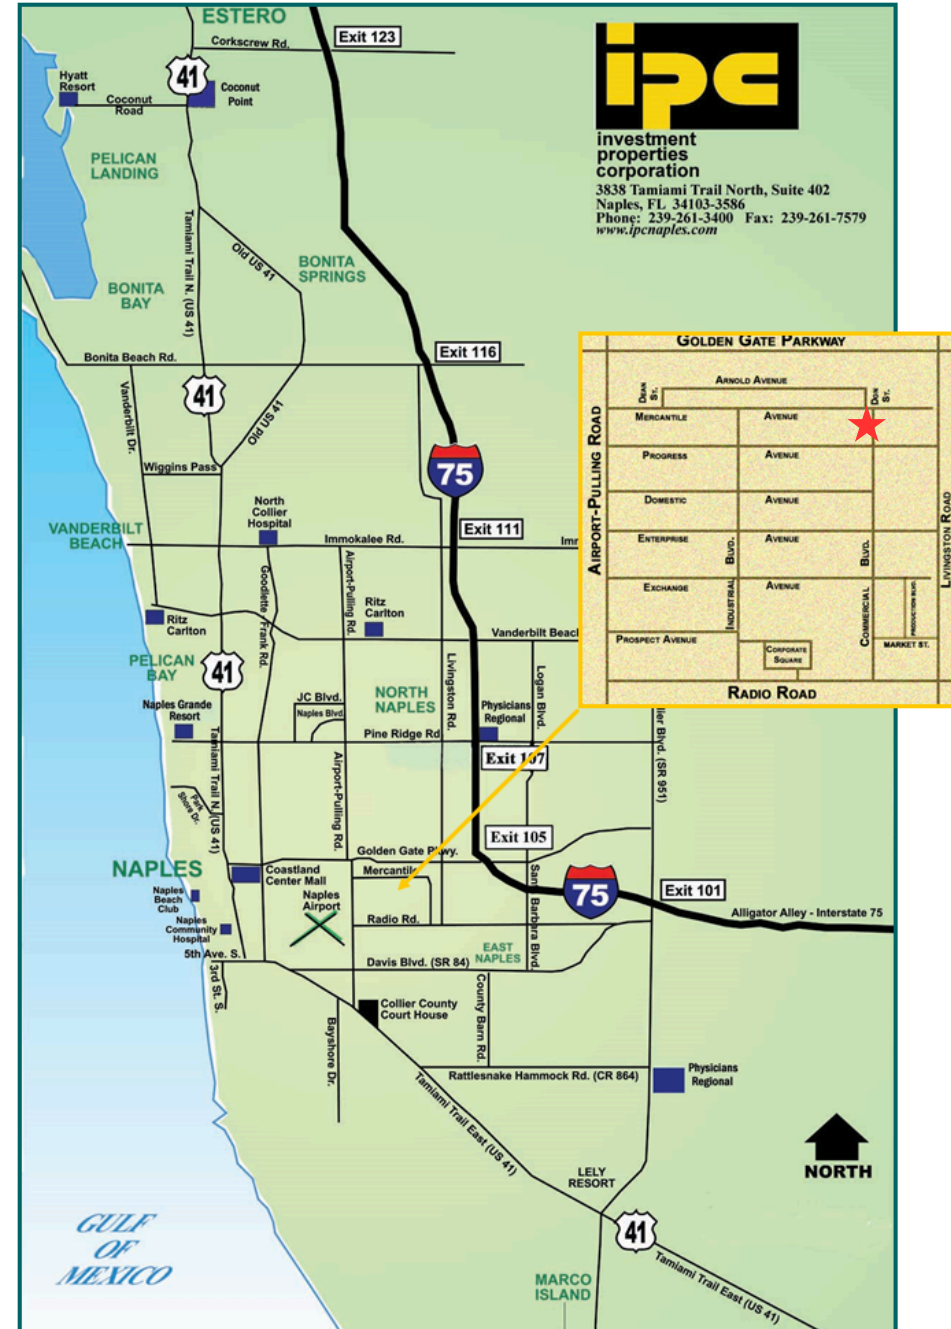 ESTERO
Corkscrew Rd.
Exit 123
41
Hyatt
Resort
Coconut
Road
Coconut
Point
ipc
investment
properties
corporation
3838 Tamiami Trail North, Suite 402
Naples, FL 34103-3586
Phone: 239-261-3400 Fax: 239-261-7579
www.ipcnaples.com
PELICAN
LANDING
Tamiami Trail N. (US 41)
Old US 41
BONITA
SPRINGS
BONITA
BAY
Bonita Beach Rd.
Exit 116
41
Vanderbilt Dr.
Old US 41
Wiggins Pass
75
North
Collier
Hospital
Exit 111
VANDERBILT
BEACH
Immokalee Rd.
Imm
Goodlette Frank Rd.
Airport-Pulling Rd.
Ritz
Carlton
Ritz
Carlton
Vanderbilt Beach
PELICAN
BAY
41
Livingston Rd.
Logan Blvd.
NORTH
NAPLES
JC Blvd.
Naples Blvd.
Naples Grande
Resort
Physicians
Regional
Pine Ridge Rd.
Exit 107
Tamiami Trail N. (US 41)
Airport-Pulling Rd.
llier Blvd. (SR 951)
Park
Shore Dr.
Exit 105
Golden Gate Pkwy.
NAPLES
Coastland
Center Mall
Mercantile
Santa Barbara Blvd.
75
Exit 101
Alligator Alley - Interstate 75
Naples
Beach
Club
Naples
Airport
Naples
Community
Hospital
Radio Rd.
5th Ave. S.
EAST
NAPLES
Davis Blvd. (SR 84)
3rd St. S.
County Barn Rd.
Collier County
Court House
Bayshore Dr.
Rattlesnake Hammock Rd. (CR 864)
Physicians
Regional
Tamiami Trail East (US 41)
NORTH
LELY
RESORT
41
Tamiami Trail East (US 41)
GULF
OF
MEXICO
MARCO
ISLAND
GOLDEN GATE PARKWAY
ARNOLD AVENUE
DEAN
ST.
DON
ST.
MERCANTILE AVENUE
PROGRESS AVENUE
DOMESTIC AVENUE
ENTERPRISE AVENUE
EXCHANGE AVENUE
PROSPECT AVENUE
AIRPORT-PULLING ROAD
INDUSTRIAL BLVD.
COMMERCIAL BLVD.
PRODUCTION BLVD.
LIVINGSTON ROAD
CORPORATE
SQUARE
MARKET ST.
RADIO ROAD